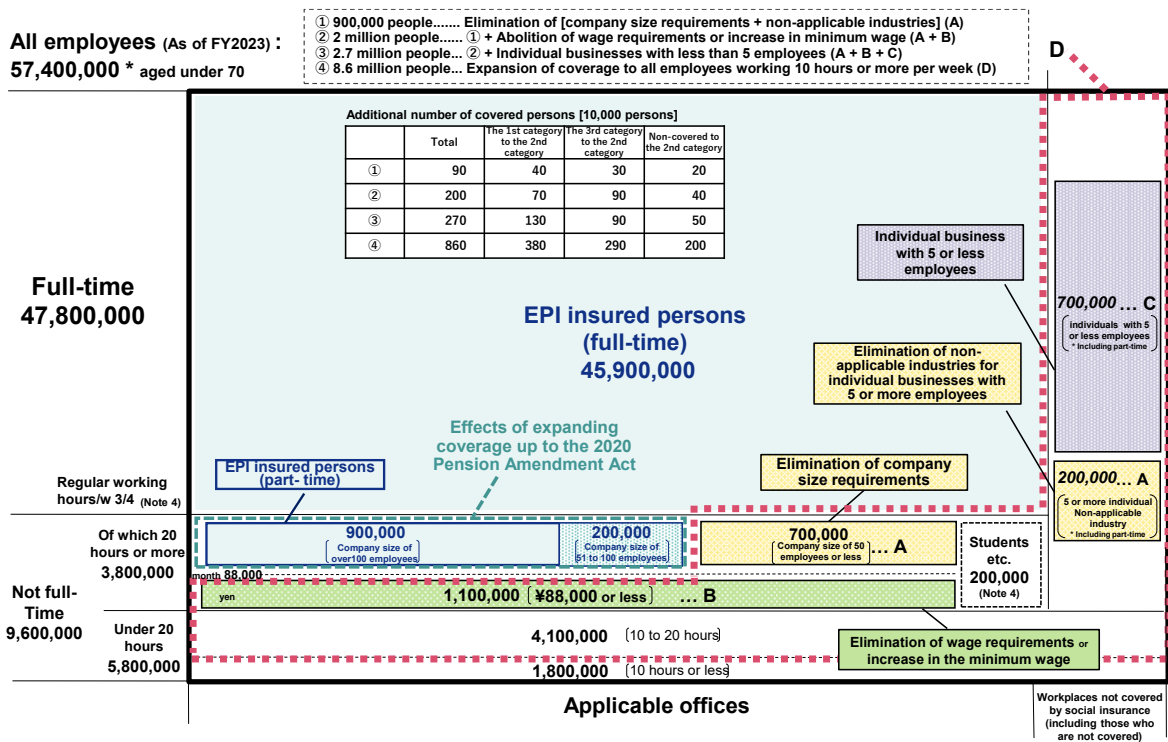 ① 900,000 people....... Elimination of [company size requirements + non-applicable industries] (A)
② 2 million people...... ① + Abolition of wage requirements or increase in minimum wage (A + B)
③ 2.7 million people... ② + Individual businesses with less than 5 employees (A + B + C)
④ 8.6 million people... Expansion of coverage to all employees working 10 hours or more per week (D)
All employees (As of FY2023) :
57,400,000 * aged under 70
D
Additional number of covered persons [10,000 persons]
Total
The 1st category
to the 2nd
category
The 3rd category
to the 2nd
category
Non-covered to
the 2nd category
① 90 40 30 20
② 200 70 90 40
③ 270 130 90 50
④ 860 380 290 200
Full-time
47,800,000
EPI insured persons
(full-time)
45,900,000
Individual business
with 5 or less
employees
700,000 ... C
individuals with 5
or less employees
* Including part-time
Elimination of non-
applicable industries for
individual businesses with
5 or more employees
Effects of expanding
coverage up to the 2020
Pension Amendment Act
EPI insured persons
(part- time)
Elimination of company
size requirements
200,000... A
5 or more individual
Non-applicable
industry
* Including part-time
Regular working
hours/w 3/4 (Note 4)
Of which 20
hours or more
3,800,000
900,000
Company size of
over100 employees
200,000
Company size of
51 to 100 employees
700,000
Company size of 50
employees or less
... A
Students
etc.
200,000
(Note 4)
month 88,000
yen
1,100,000 [¥88,000 or less] ... B
Not full-
Time
9,600,000
Under 20
hours
5,800,000
4,100,000 [10 to 20 hours]
Elimination of wage requirements or
increase in the minimum wage
1,800,000 [10 hours or less]
Applicable offices
Workplaces not covered
by social insurance
(including those who
are not covered)